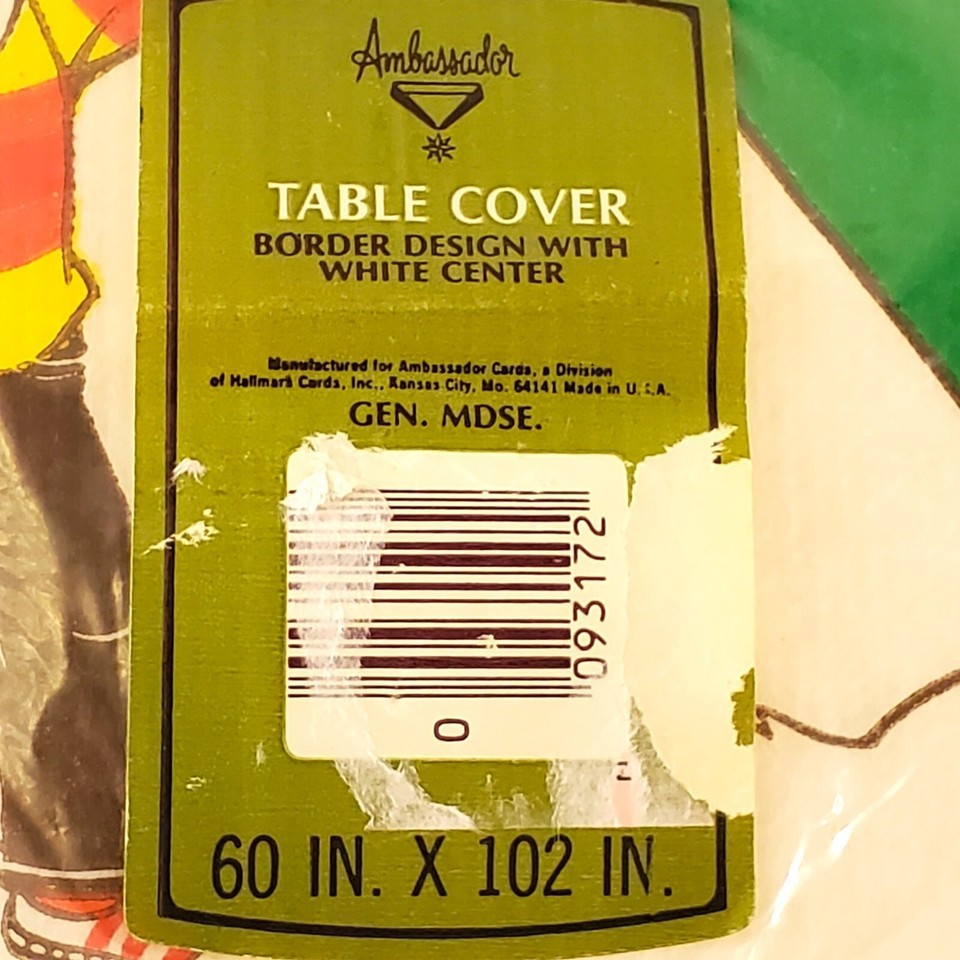 Ambassador
TABLE COVER
BORDER DESIGN WITH
WHITE CENTER
Manufactured for Ambassador Cards, a Division
of Hallmark Cards, Inc., Kansas City, Mo. 64141 Made in U.S.A.
GEN. MDSE.
093172
0
60 IN. X 102 IN.